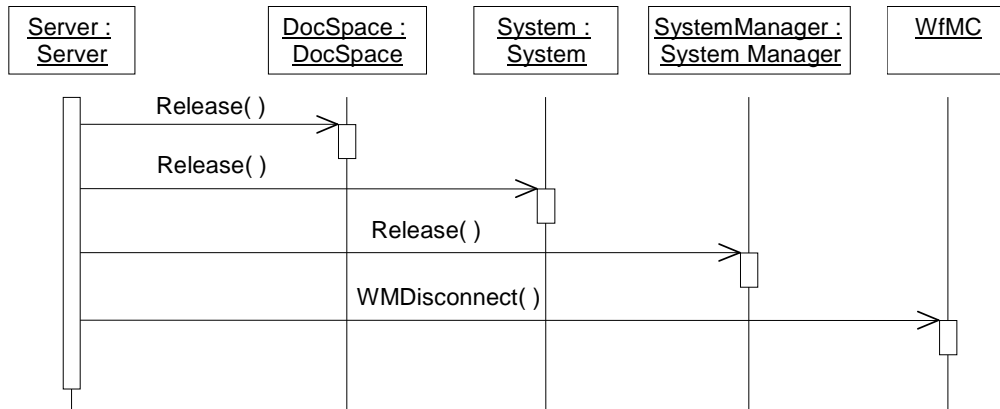 Server :
Server
DocSpace :
DocSpace
System :
System
SystemManager :
System Manager
WfMC
Release( )
Release( )
Release( )
WMDisconnect( )